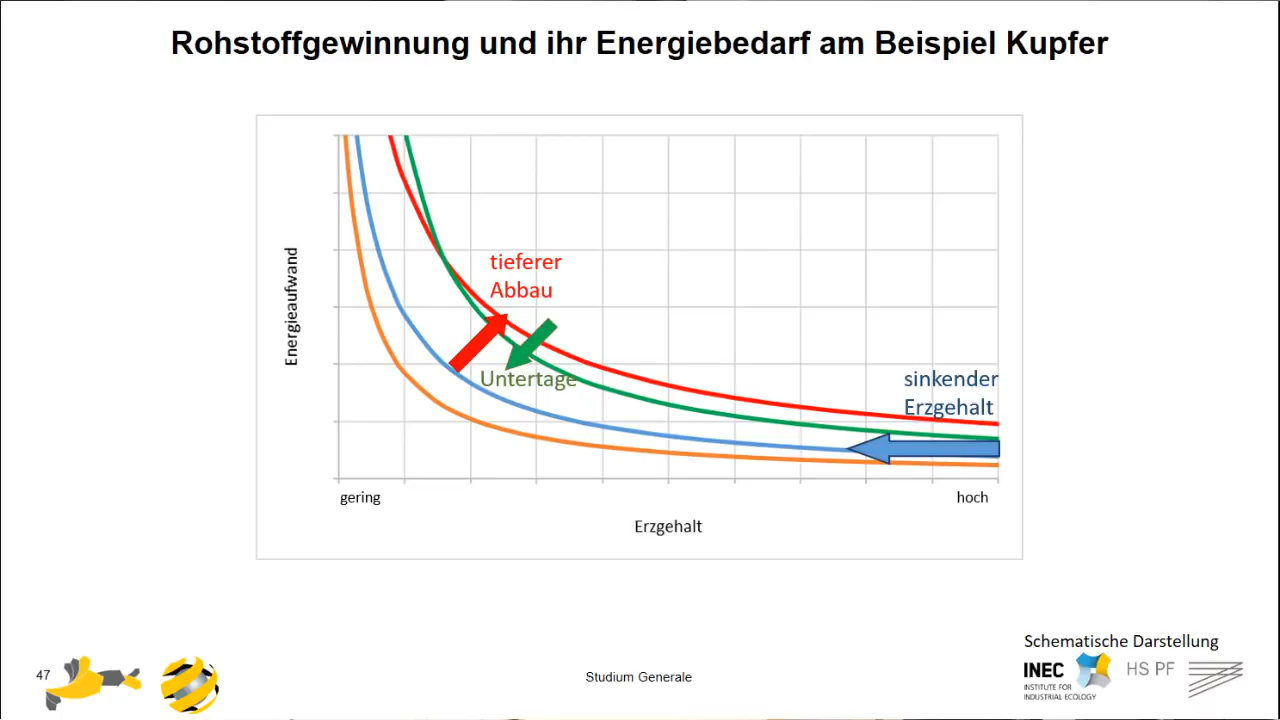 Rohstoffgewinnung und ihr Energiebedarf am Beispiel Kupfer
Energieaufwand
tieferer
Abbau
Untertage
sinkender
Erzgehalt
gering
hoch
Erzgehalt
Schematische Darstellung
47
Studium Generale
INEC
INSTITUTE FOR
INDUSTRIAL ECOLOGY
HS PF